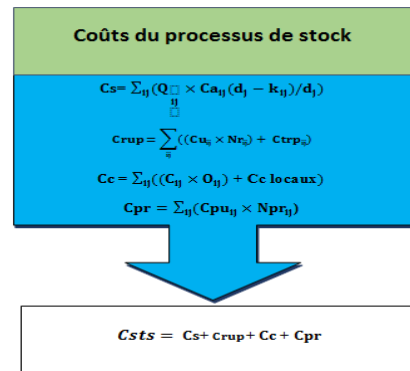 Coûts du processus de stock
Cs= ∑ᵢⱼ(Q□ᵢⱼ□ × Caᵢⱼ(dⱼ − kᵢⱼ)/dⱼ)
Crup= ∑ᵢⱼ((Cuᵢⱼ × Nrᵢⱼ) + Ctrpᵢⱼ)
Cc = ∑ᵢⱼ((Cᵢⱼ × Oᵢⱼ) + Cc locaux)
Cpr = ∑ᵢⱼ(Cpuᵢⱼ × Nprᵢⱼ)
Csts = Cs+ Crup+ Cc + Cpr